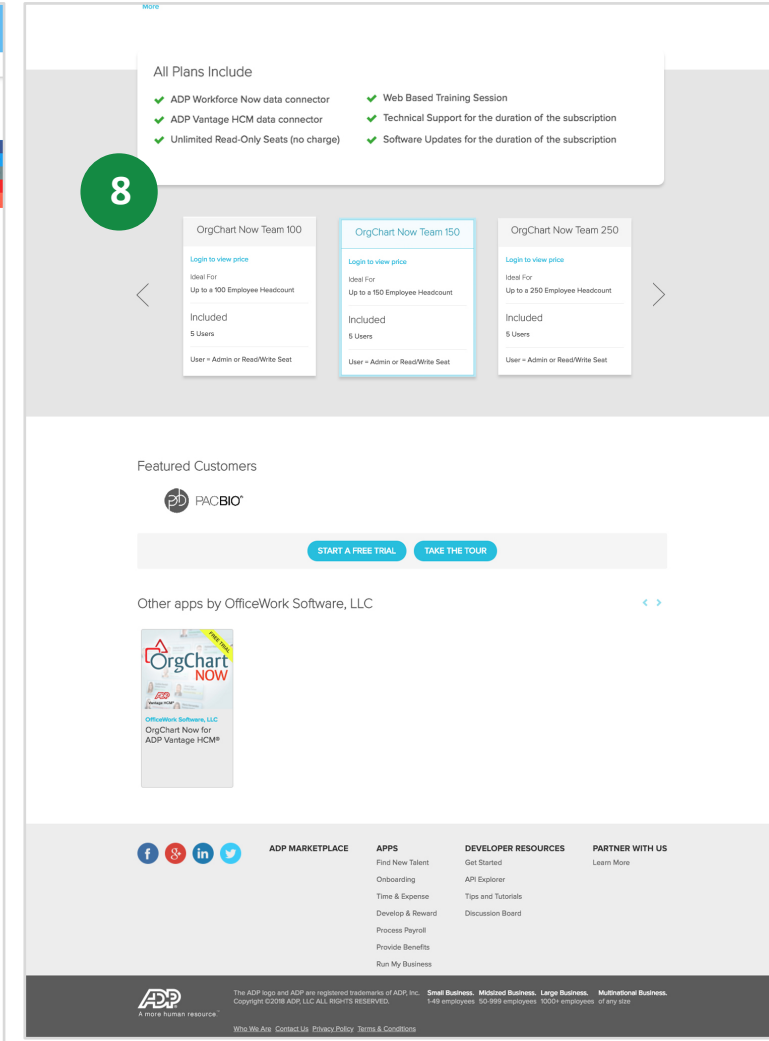 More
All Plans Include
ADP Workforce Now data connector
ADP Vantage HCM data connector
Unlimited Read-Only Seats (no charge)
Web Based Training Session
Technical Support for the duration of the subscription
Software Updates for the duration of the subscription
8
OrgChart Now Team 100
Login to view price
Ideal For
Up to a 100 Employee Headcount
Included
5 Users
User = Admin or Read/Write Seat
OrgChart Now Team 150
Login to view price
Ideal For
Up to a 150 Employee Headcount
Included
5 Users
User = Admin or Read/Write Seat
OrgChart Now Team 250
Login to view price
Ideal For
Up to a 250 Employee Headcount
Included
5 Users
User = Admin or Read/Write Seat
Featured Customers
PACBIO®
START A FREE TRIAL
TAKE THE TOUR
Other apps by OfficeWork Software, LLC
FREE TRIAL
OrgChart
NOW
ADP
Vantage HCM®
OfficeWork Software, LLC
OrgChart Now for
ADP Vantage HCM®
ADP MARKETPLACE
APPS
Find New Talent
Onboarding
Time & Expense
Develop & Reward
Process Payroll
Provide Benefits
Run My Business
DEVELOPER RESOURCES
Get Started
API Explorer
Tips and Tutorials
Discussion Board
PARTNER WITH US
Learn More
ADP
A more human resource.
The ADP logo and ADP are registered trademarks of ADP, Inc.
Copyright ©2018 ADP, LLC ALL RIGHTS RESERVED.
Small Business. Midsized Business. Large Business. Multinational Business.
1-49 employees 50-999 employees 1000+ employees of any size
Who We Are Contact Us Privacy Policy Terms & Conditions